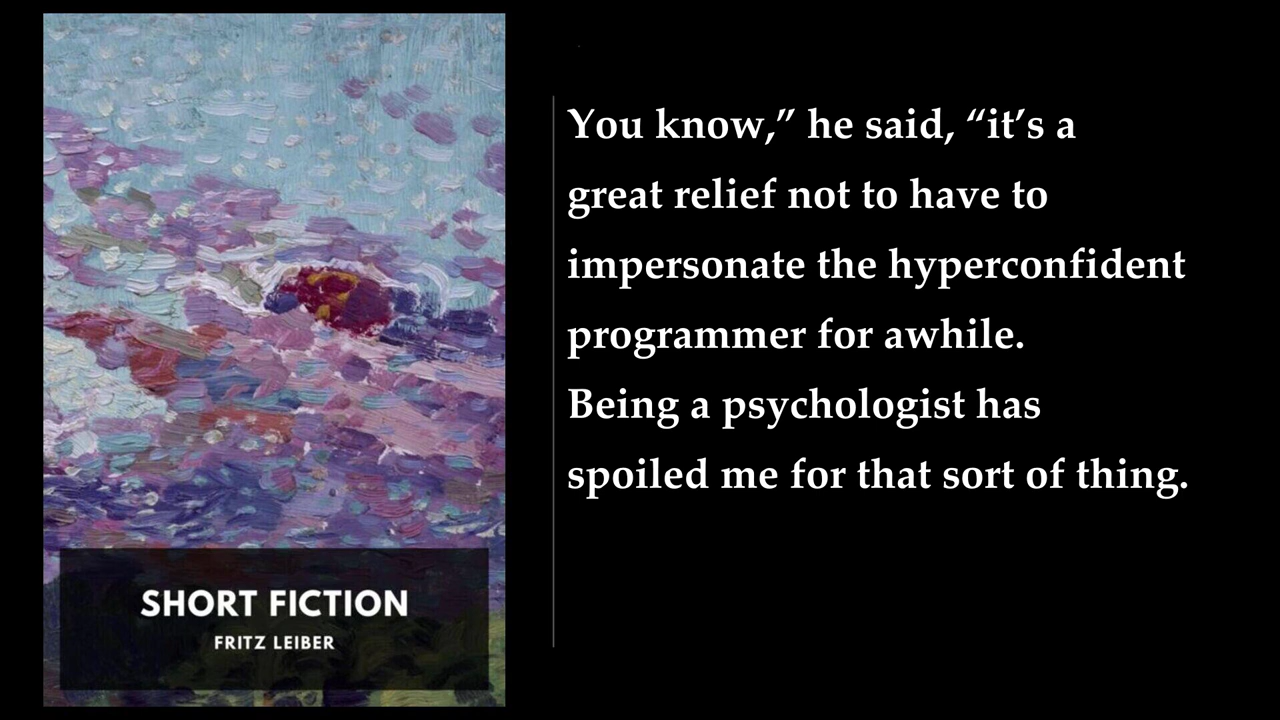 You know,” he said, “it’s a
great relief not to have to
impersonate the hyperconfident
programmer for awhile.
Being a psychologist has
spoiled me for that sort of thing.
SHORT FICTION
FRITZ LEIBER